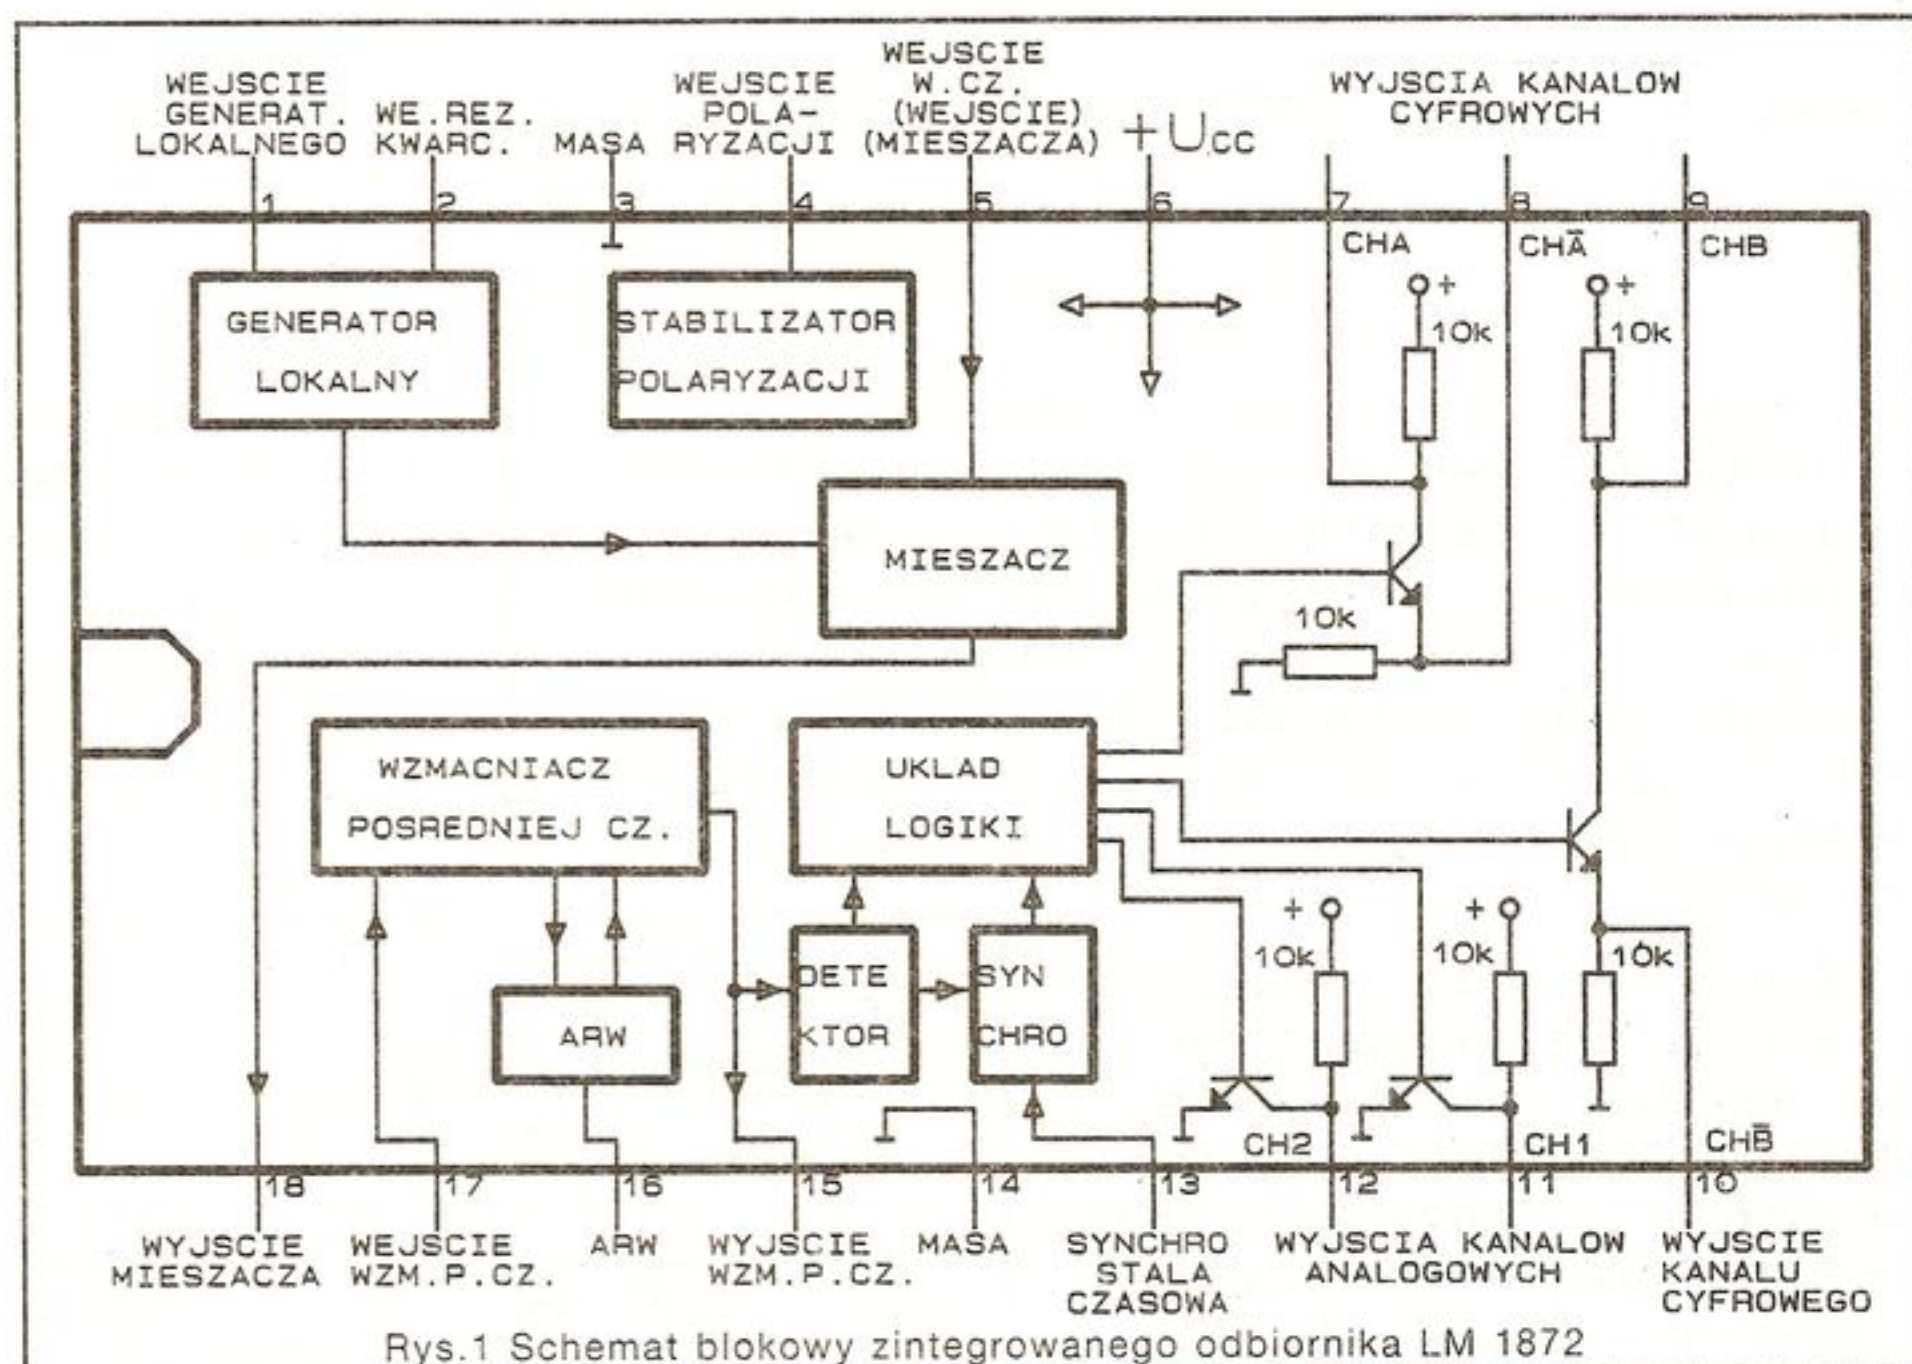 WEJSCIE
GENERAT.
LOKALNEGO
WE.REZ.
KWARC.
MASA
WEJSCIE
POLA-
RYZACJI
WEJSCIE
W.CZ.
(WEJSCIE)
(MIESZACZA)
+Ucc
WYJSCIA KANALOW
CYFROWYCH
1
2
3
4
5
6
7
8
9
CHA
CHA̅
CHB
GENERATOR
LOKALNY
STABILIZATOR
POLARYZACJI
+
10k
+
10k
MIESZACZ
10k
WZMACNIACZ
POSREDNIEJ CZ.
UKLAD
LOGIKI
ARW
DETE
KTOR
SYN
CHRO
+
10k
+
10k
10k
CH2
CH1
CHB̅
18
17
16
15
14
13
12
11
10
WYJSCIE
MIESZACZA
WEJSCIE
WZM.P.CZ.
ARW
WYJSCIE
WZM.P.CZ.
MASA
SYNCHRO
STALA
CZASOWA
WYJSCIA KANALOW
ANALOGOWYCH
WYJSCIE
KANALU
CYFROWEGO
Rys.1 Schemat blokowy zintegrowanego odbiornika LM 1872